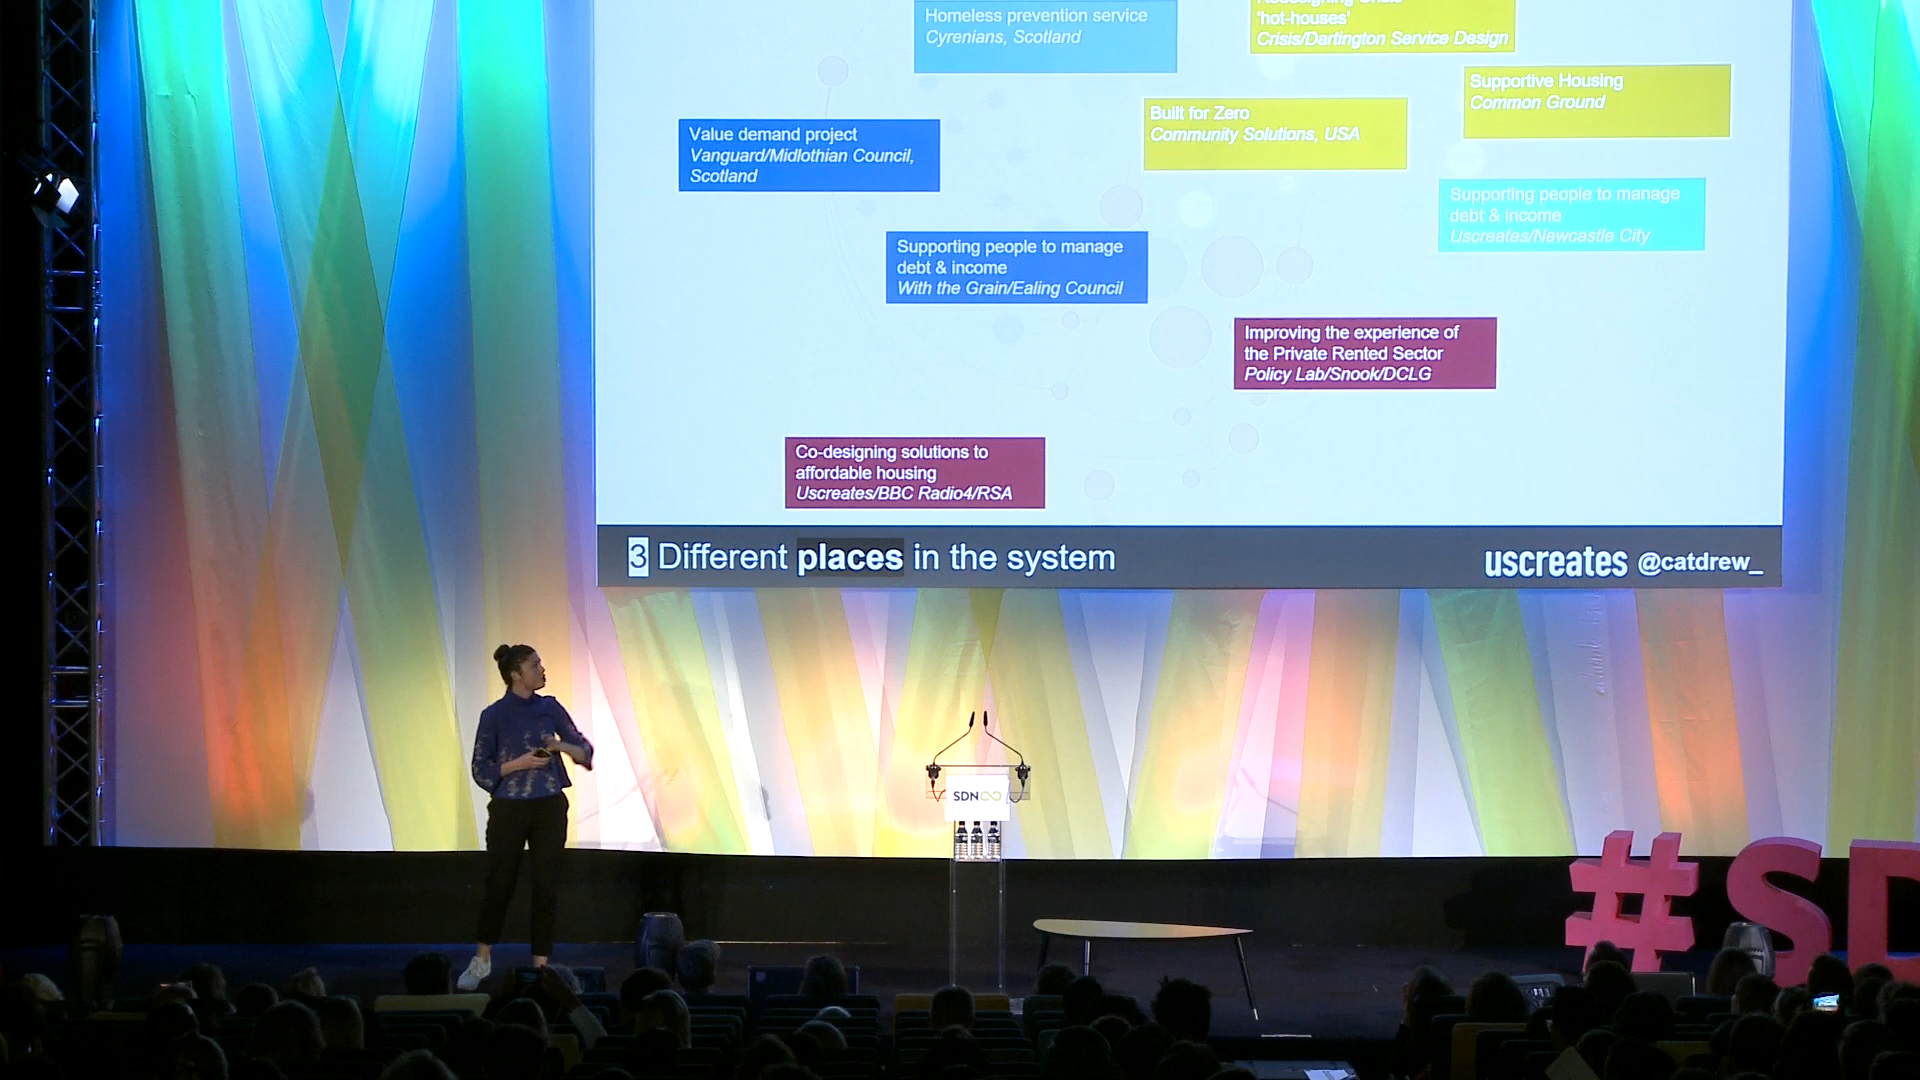 Homeless prevention service
Cyrenians, Scotland
'hot-houses'
Crisis/Dartington Service Design
Supportive Housing
Common Ground
Built for Zero
Community Solutions, USA
Value demand project
Vanguard/Midlothian Council,
Scotland
Supporting people to manage
debt & income
Uscreates/Newcastle City
Supporting people to manage
debt & income
With the Grain/Ealing Council
Improving the experience of
the Private Rented Sector
Policy Lab/Snook/DCLG
Co-designing solutions to
affordable housing
Uscreates/BBC Radio4/RSA
3 Different places in the system
uscreates @catdrew_
SDN
#SD